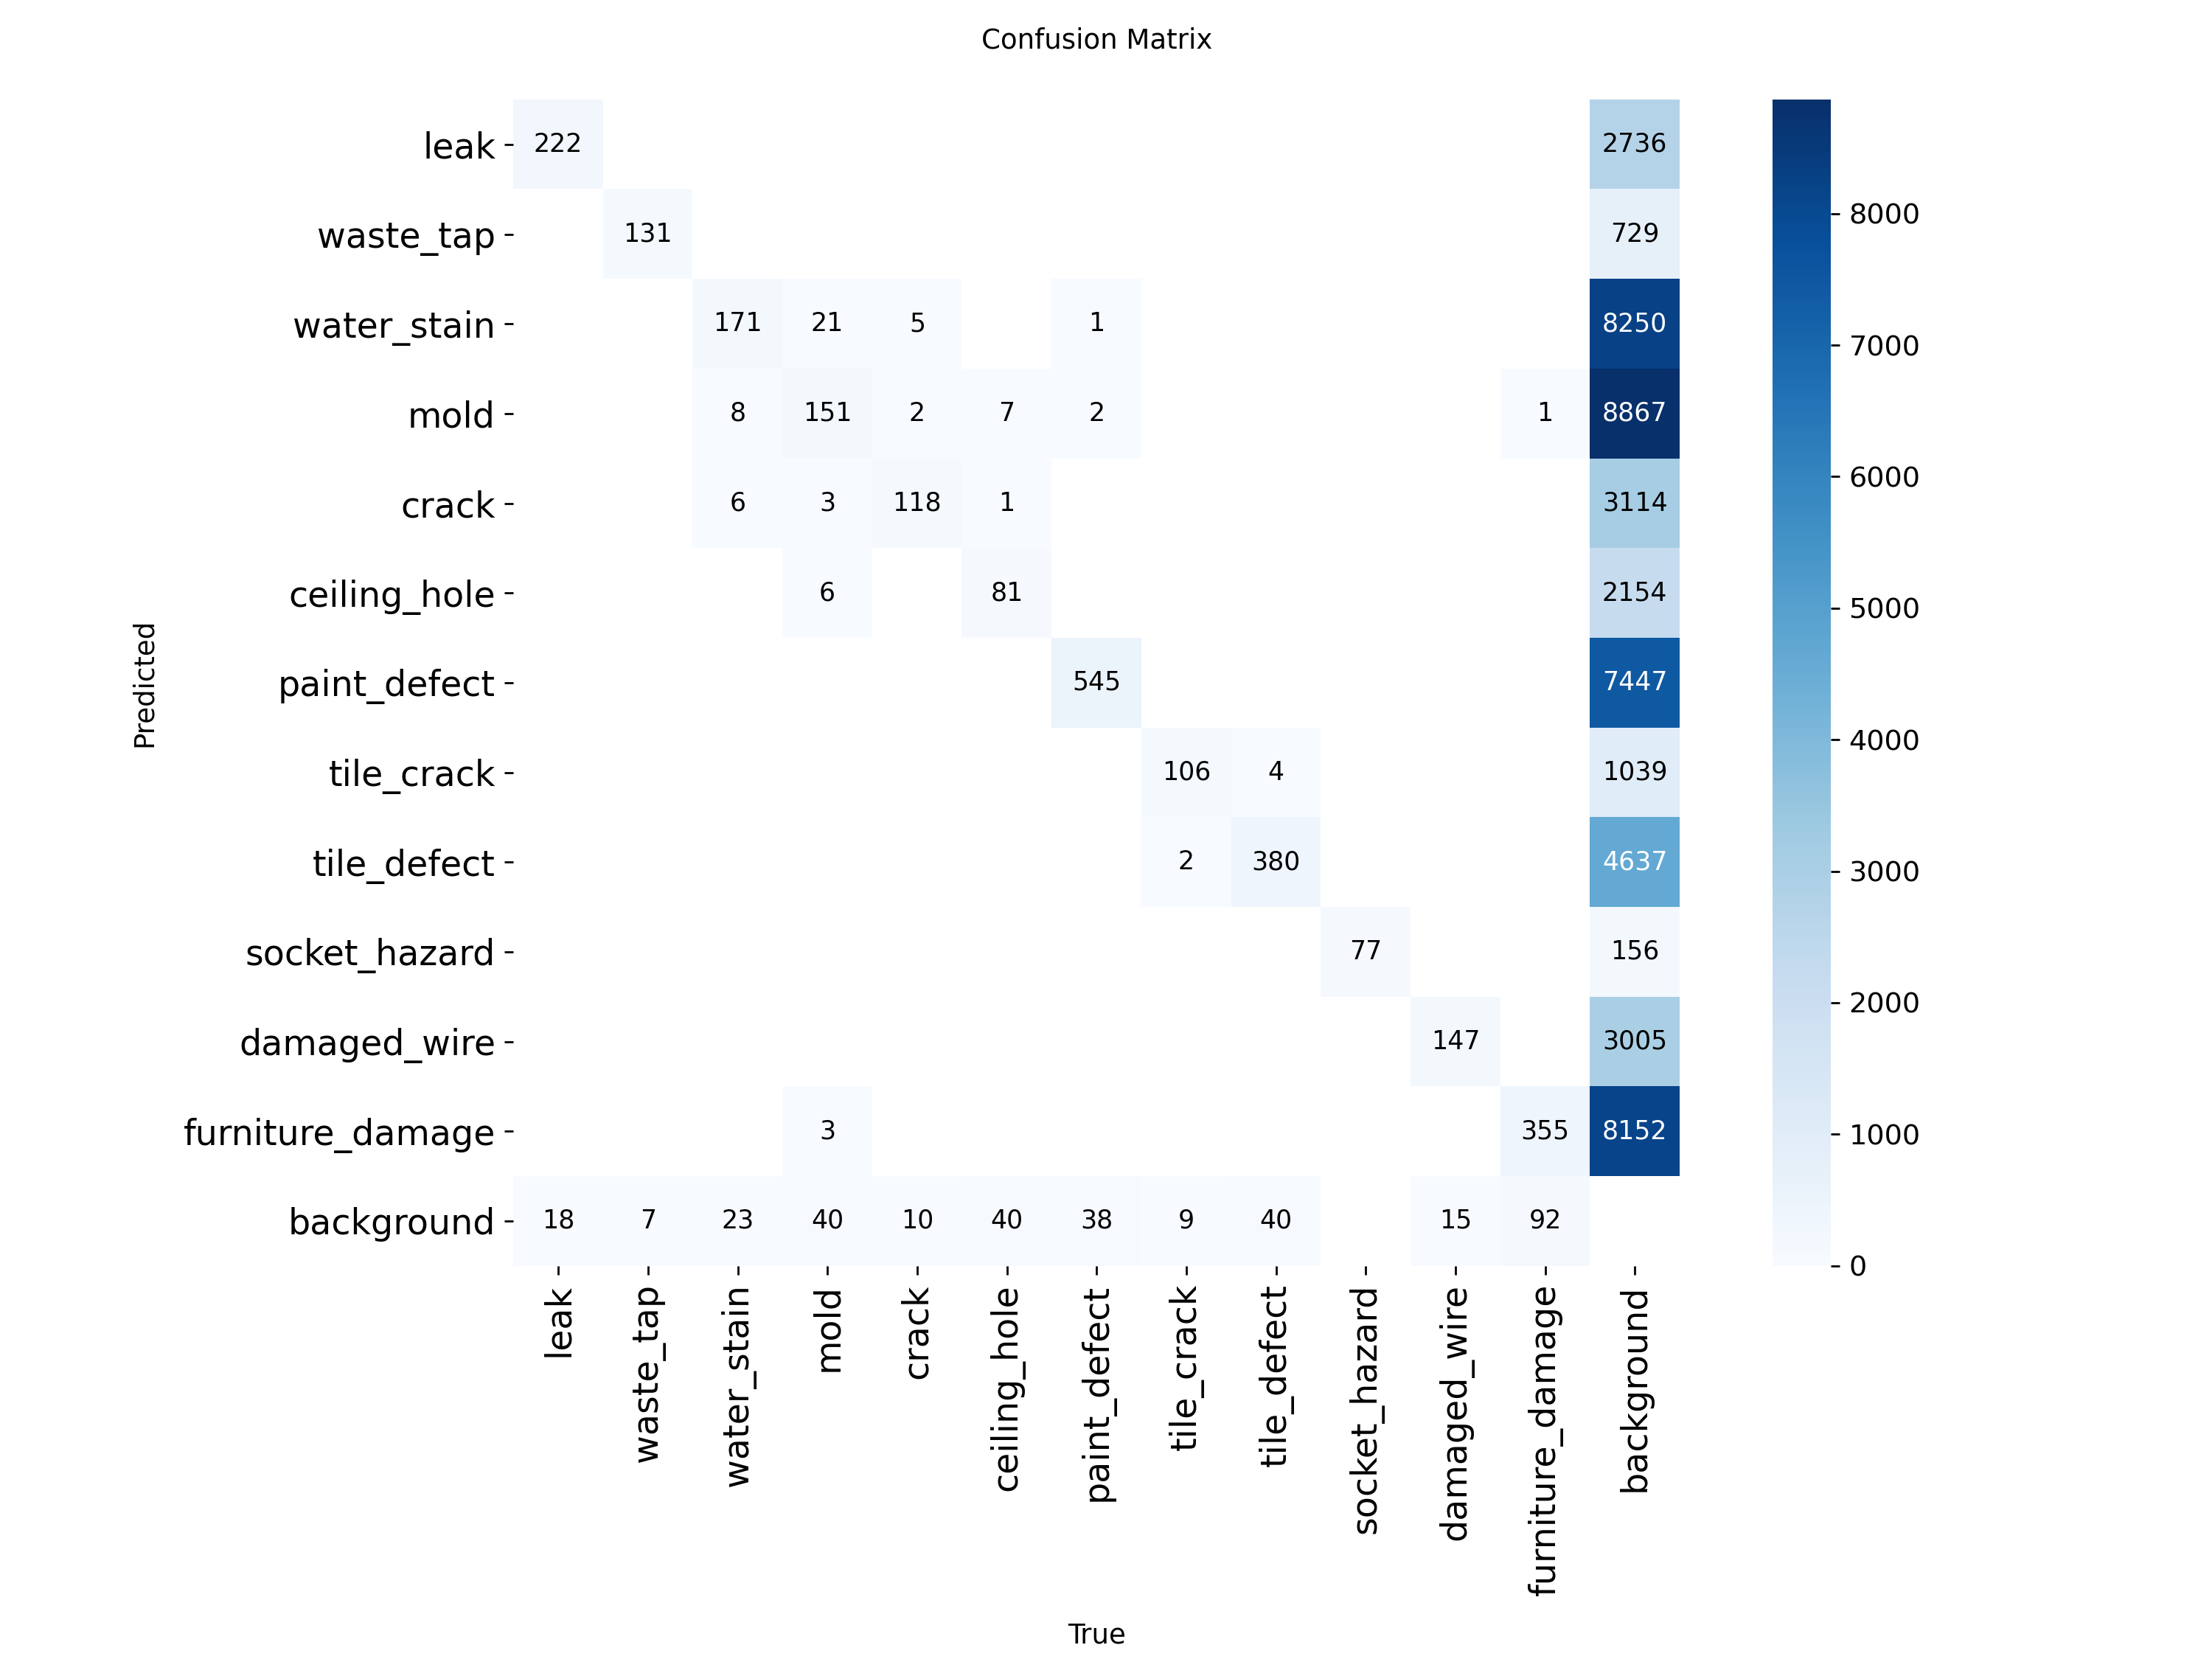 Confusion Matrix
leak 222 2736
waste_tap 131 729
water_stain 171 21 5 1 8250
mold 8 151 2 7 2 1 8867
crack 6 3 118 1 3114
ceiling_hole 6 81 2154
paint_defect 545 7447
tile_crack 106 4 1039
tile_defect 2 380 4637
socket_hazard 77 156
damaged_wire 147 3005
furniture_damage 3 355 8152
background 18 7 23 40 10 40 38 9 40 15 92
leak waste_tap water_stain mold crack ceiling_hole paint_defect tile_crack tile_defect socket_hazard damaged_wire furniture_damage background
True
Predicted
8000
7000
6000
5000
4000
3000
2000
1000
0